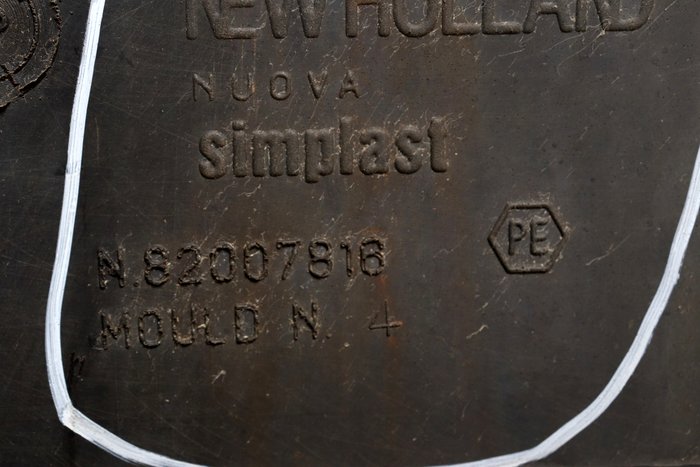 NEW HOLLAND
NUOVA
simplast
PE
N.82007816
MOULD N. 4